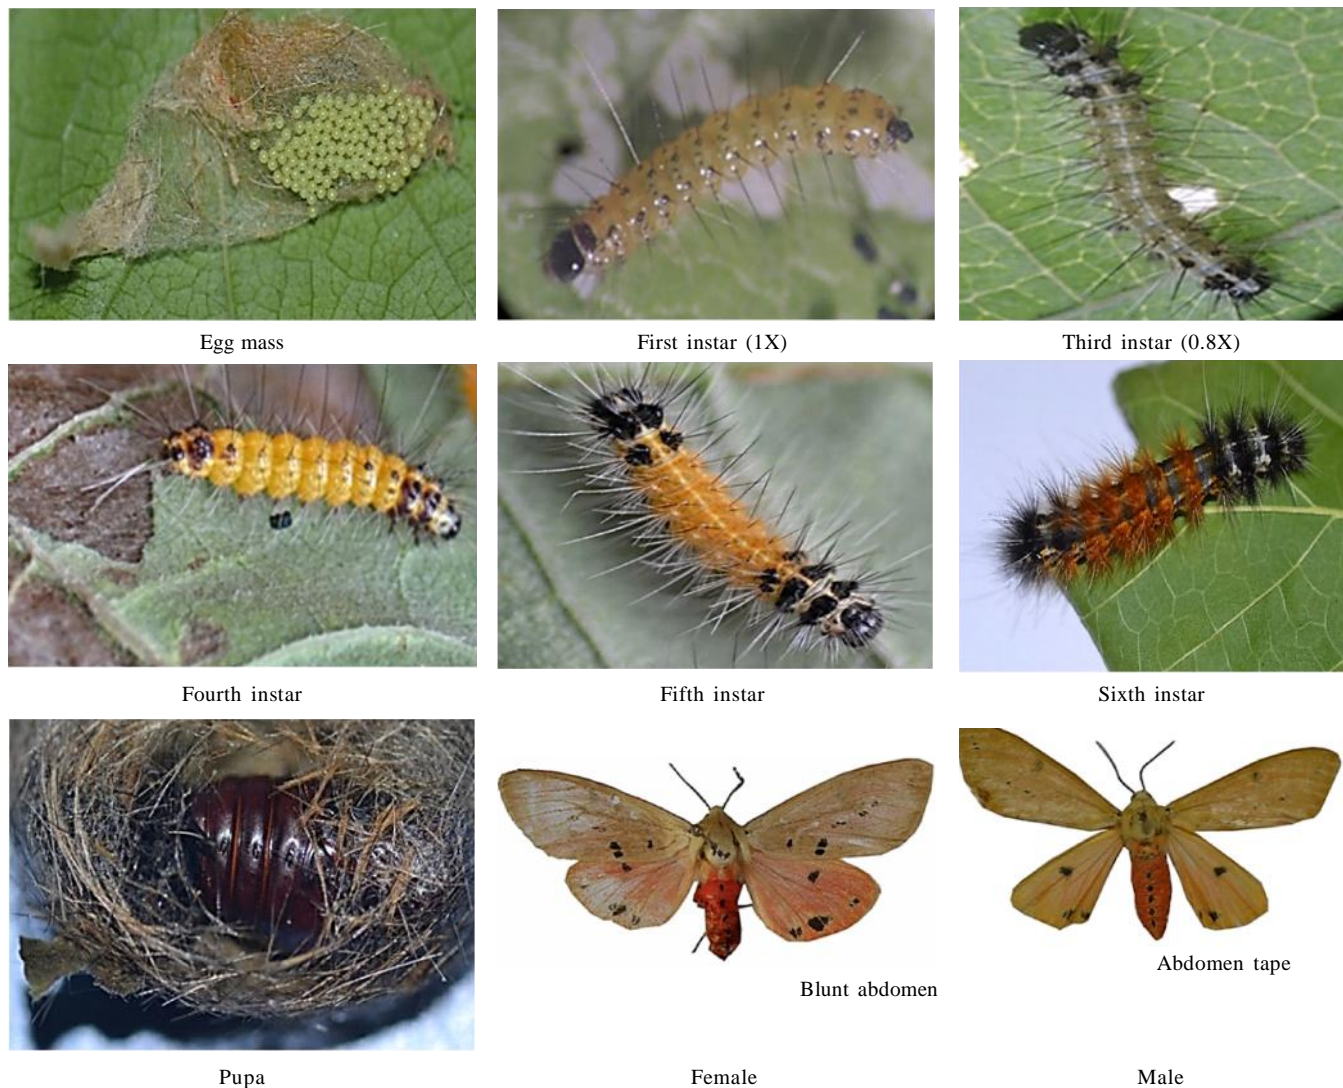 Egg mass
First instar (1X)
Third instar (0.8X)
Fourth instar
Fifth instar
Sixth instar
Blunt abdomen
Abdomen tape
Pupa
Female
Male